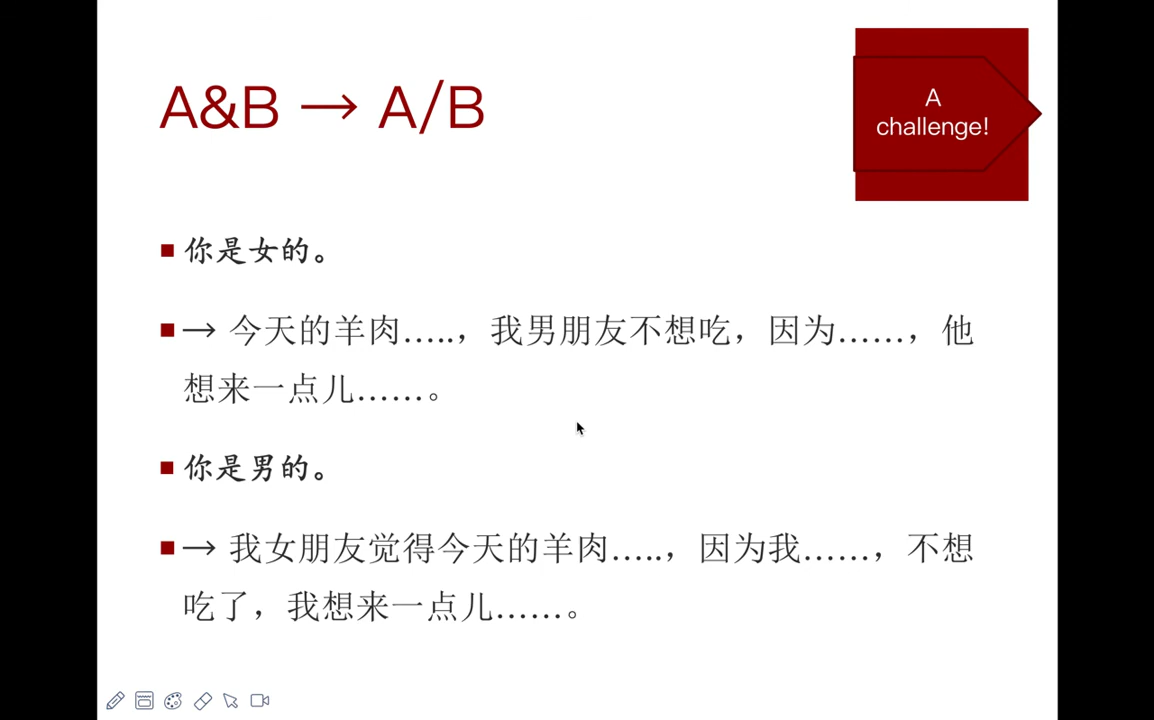 A&B → A/B
A
challenge!
你是女的。
→ 今天的羊肉…..，我男朋友不想吃，因为……，他
想来一点儿……。
你是男的。
→ 我女朋友觉得今天的羊肉…..，因为我……，不想
吃了，我想来一点儿……。